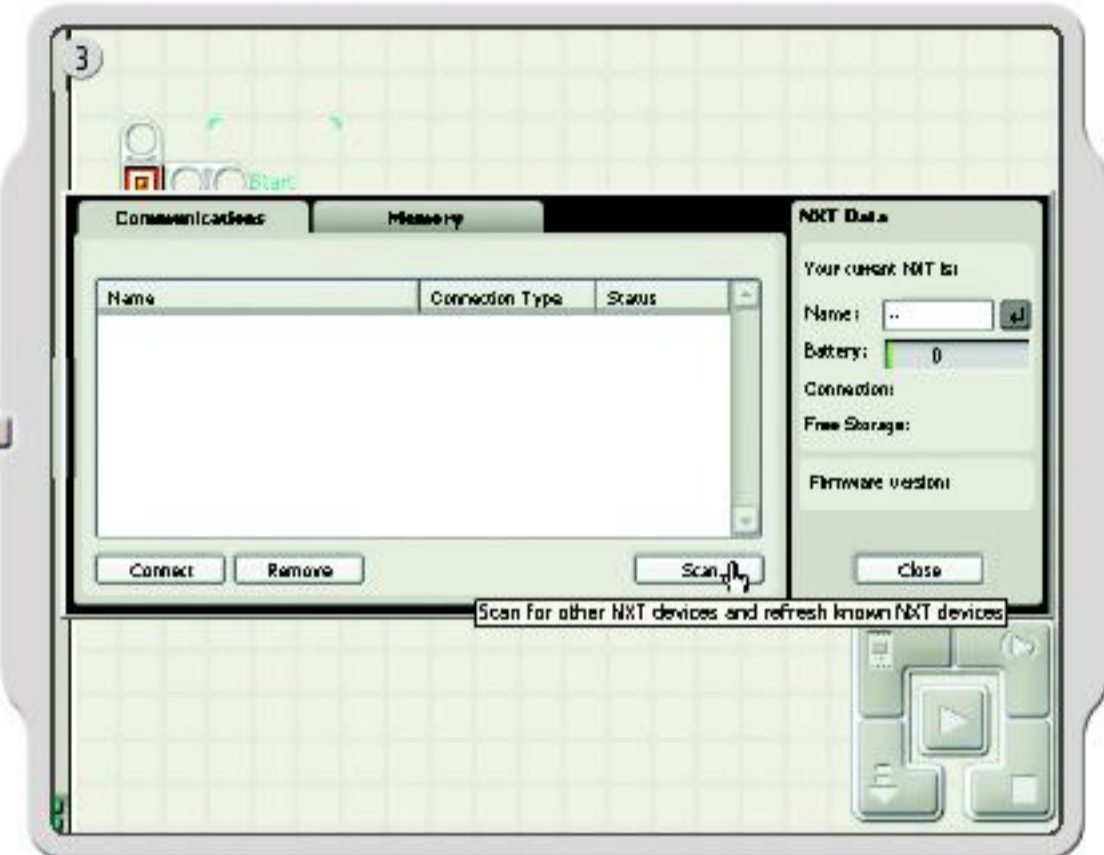 3
Start
Communications
Memory
Name
Connection Type
Status
Connect
Remove
Scan
Scan for other NXT devices and refresh known NXT devices
NXT Data
Your current NXT is:
Name:
--
Battery:
0
Connection:
Free Storage:
Firmware version:
Close